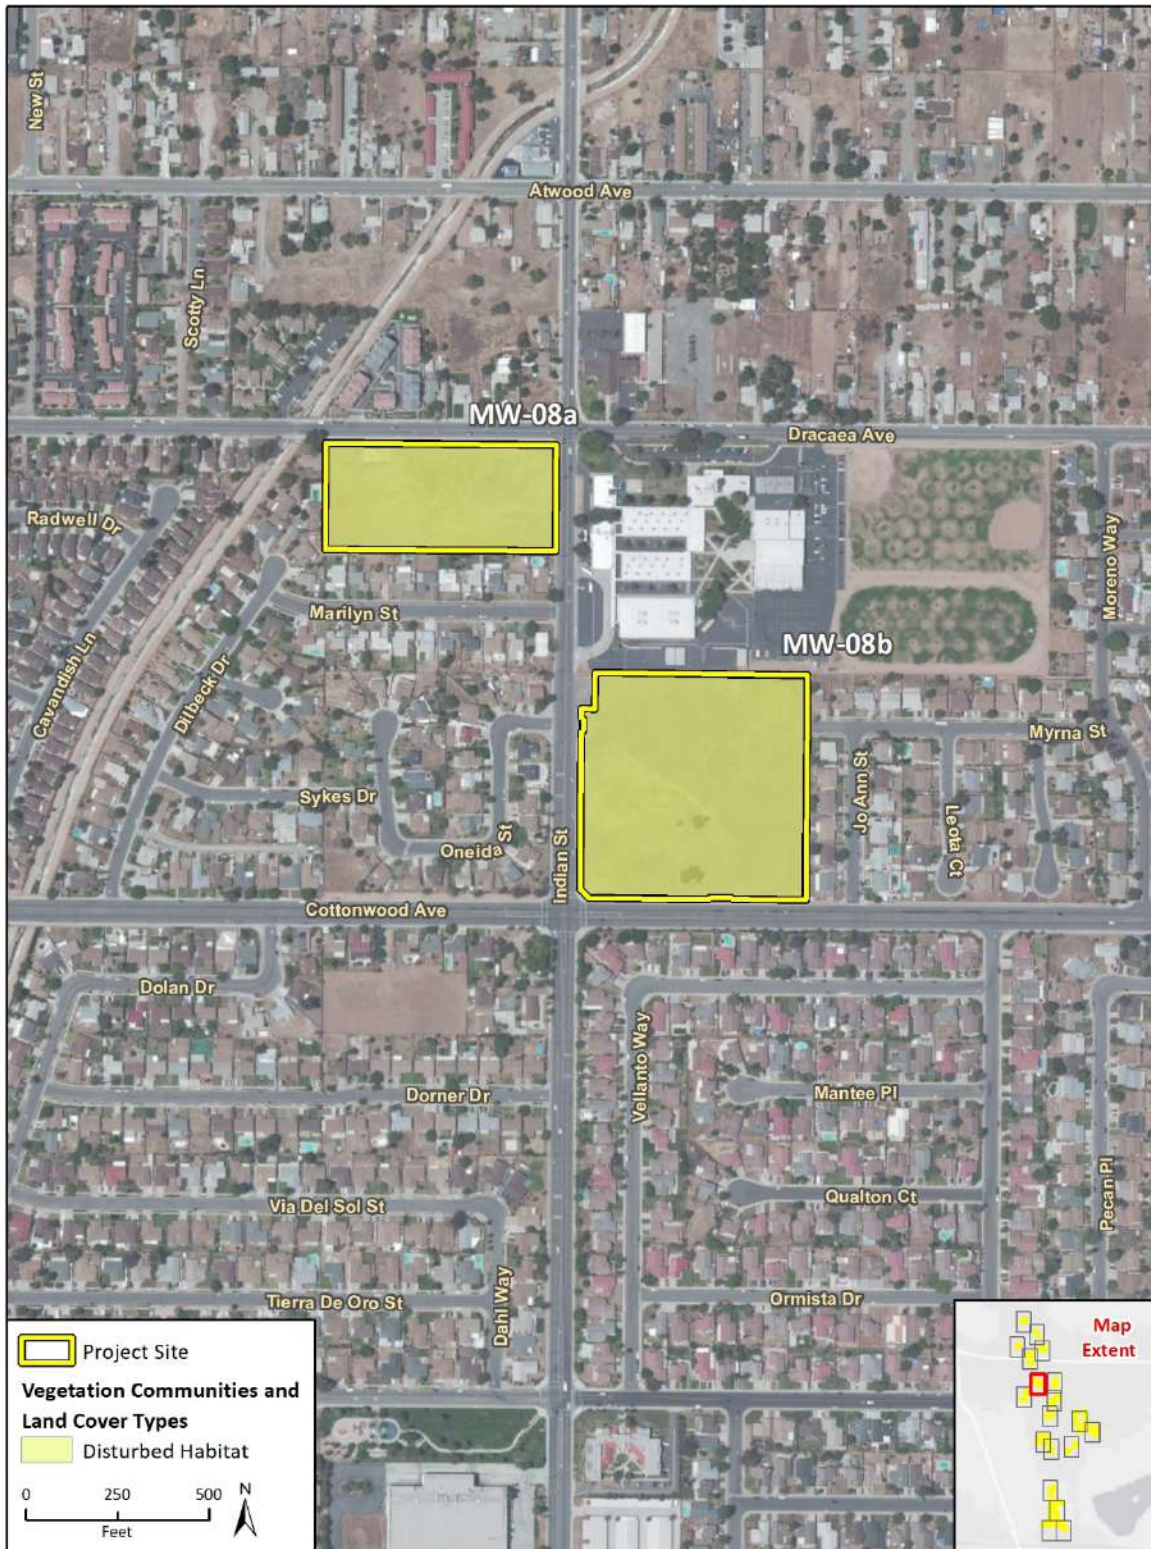 New St
Atwood Ave
Scotty Ln
MW-08a
Dracaea Ave
Radwell Dr
Moreno Way
Marilyn St
Cavandish Ln
Dilbeck Dr
MW-08b
Myrna St
Jo Ann St
Sykes Dr
Leota Ct
Oneida St
Indian St
Cottonwood Ave
Dolan Dr
Vellanto Way
Dorner Dr
Mantee Pl
Pecan Pl
Via Del Sol St
Qualton Ct
Dahl Way
Tierra De Oro St
Ormista Dr
Project Site
Vegetation Communities and
Land Cover Types
Disturbed Habitat
0 250 500
Feet
N
Map
Extent